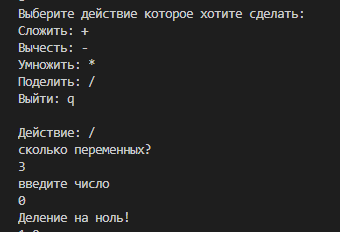 Выберите действие которое хотите сделать:
Сложить: +
Вычесть: -
Умножить: *
Поделить: /
Выйти: q
Действие: /
сколько переменных?
3
введите число
0
Деление на ноль!